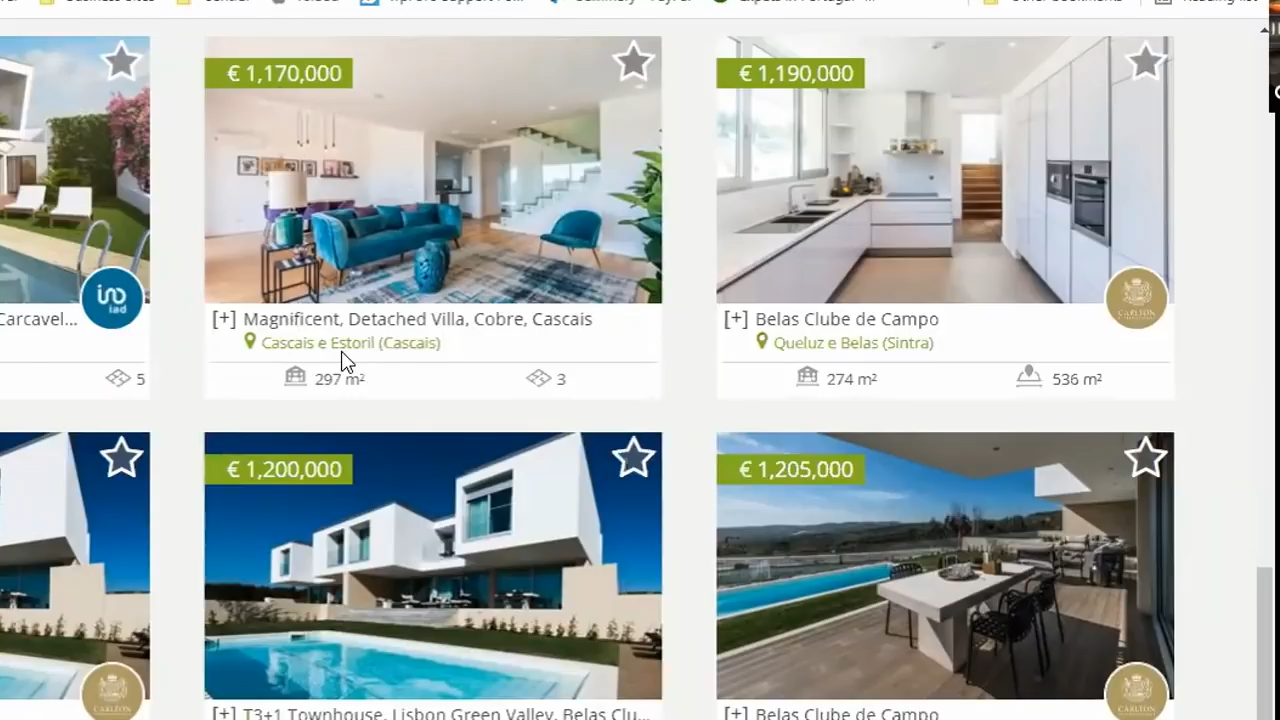 € 1,170,000
€ 1,190,000
Carcavel...
iad
[+] Magnificent, Detached Villa, Cobre, Cascais
[+] Belas Clube de Campo
Cascais e Estoril (Cascais)
Queluz e Belas (Sintra)
5
297 m²
3
274 m²
536 m²
€ 1,200,000
€ 1,205,000
[+] T3+1 Townhouse, Lisbon Green Valley, Belas Clu...
[+] Belas Clube de Campo
CARLTON